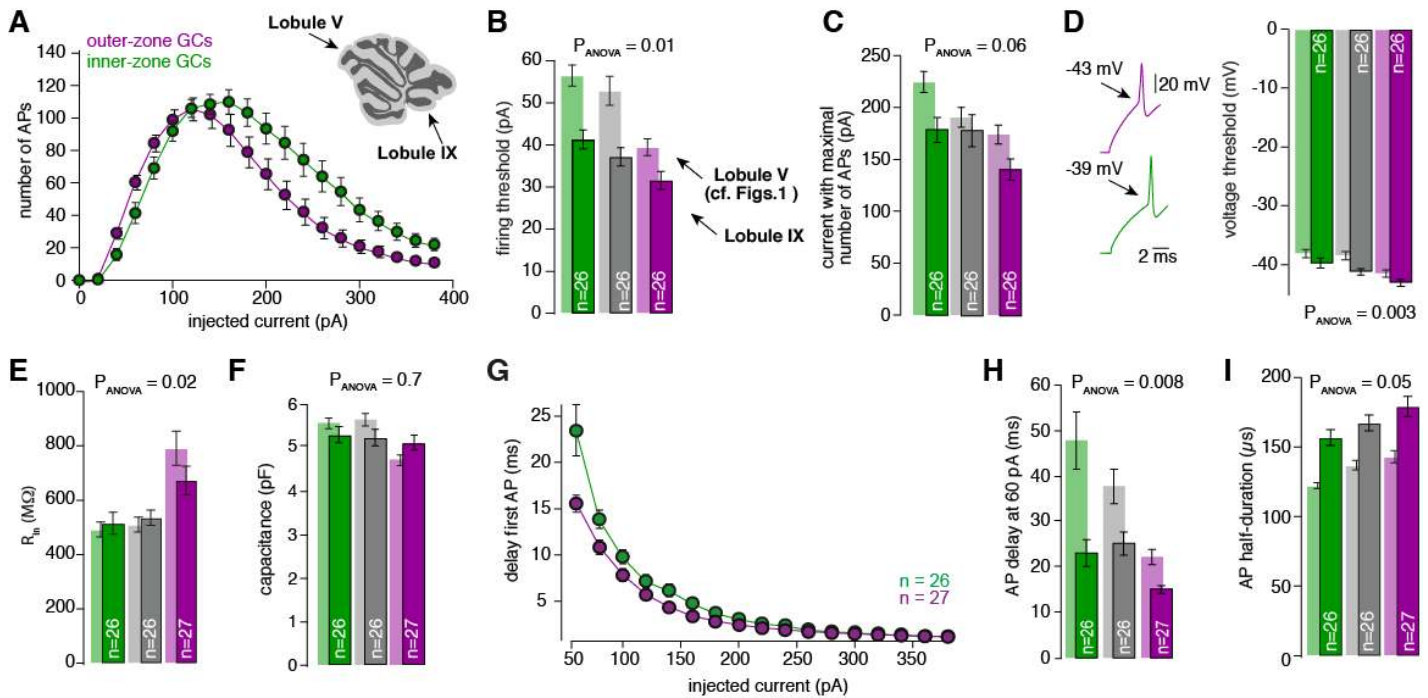 A
outer-zone GCs
inner-zone GCs
Lobule V
Lobule IX
number of APs
140
120
100
80
60
40
20
0
0
100
200
300
400
injected current (pA)
B
P_ANOVA = 0.01
firing threshold (pA)
60
50
40
30
20
10
0
n=26
n=26
n=26
Lobule V
(cf. Figs.1 )
Lobule IX
C
P_ANOVA = 0.06
current with maximal
number of APs (pA)
250
200
150
100
50
0
n=26
n=26
n=26
D
-43 mV
20 mV
-39 mV
2 ms
voltage threshold (mV)
0
-10
-20
-30
-40
n=26
n=26
n=26
P_ANOVA = 0.003
E
P_ANOVA = 0.02
R_in (MΩ)
1000
800
600
400
200
0
n=26
n=26
n=27
F
P_ANOVA = 0.7
capacitance (pF)
6
5
4
3
2
1
0
n=26
n=26
n=27
G
delay first AP (ms)
25
20
15
10
5
50
100
150
200
250
300
350
injected current (pA)
n = 26
n = 27
H
P_ANOVA = 0.008
AP delay at 60 pA (ms)
60
50
40
30
20
10
0
n=26
n=26
n=27
I
P_ANOVA = 0.05
AP half-duration (µs)
200
150
100
50
0
n=26
n=26
n=27